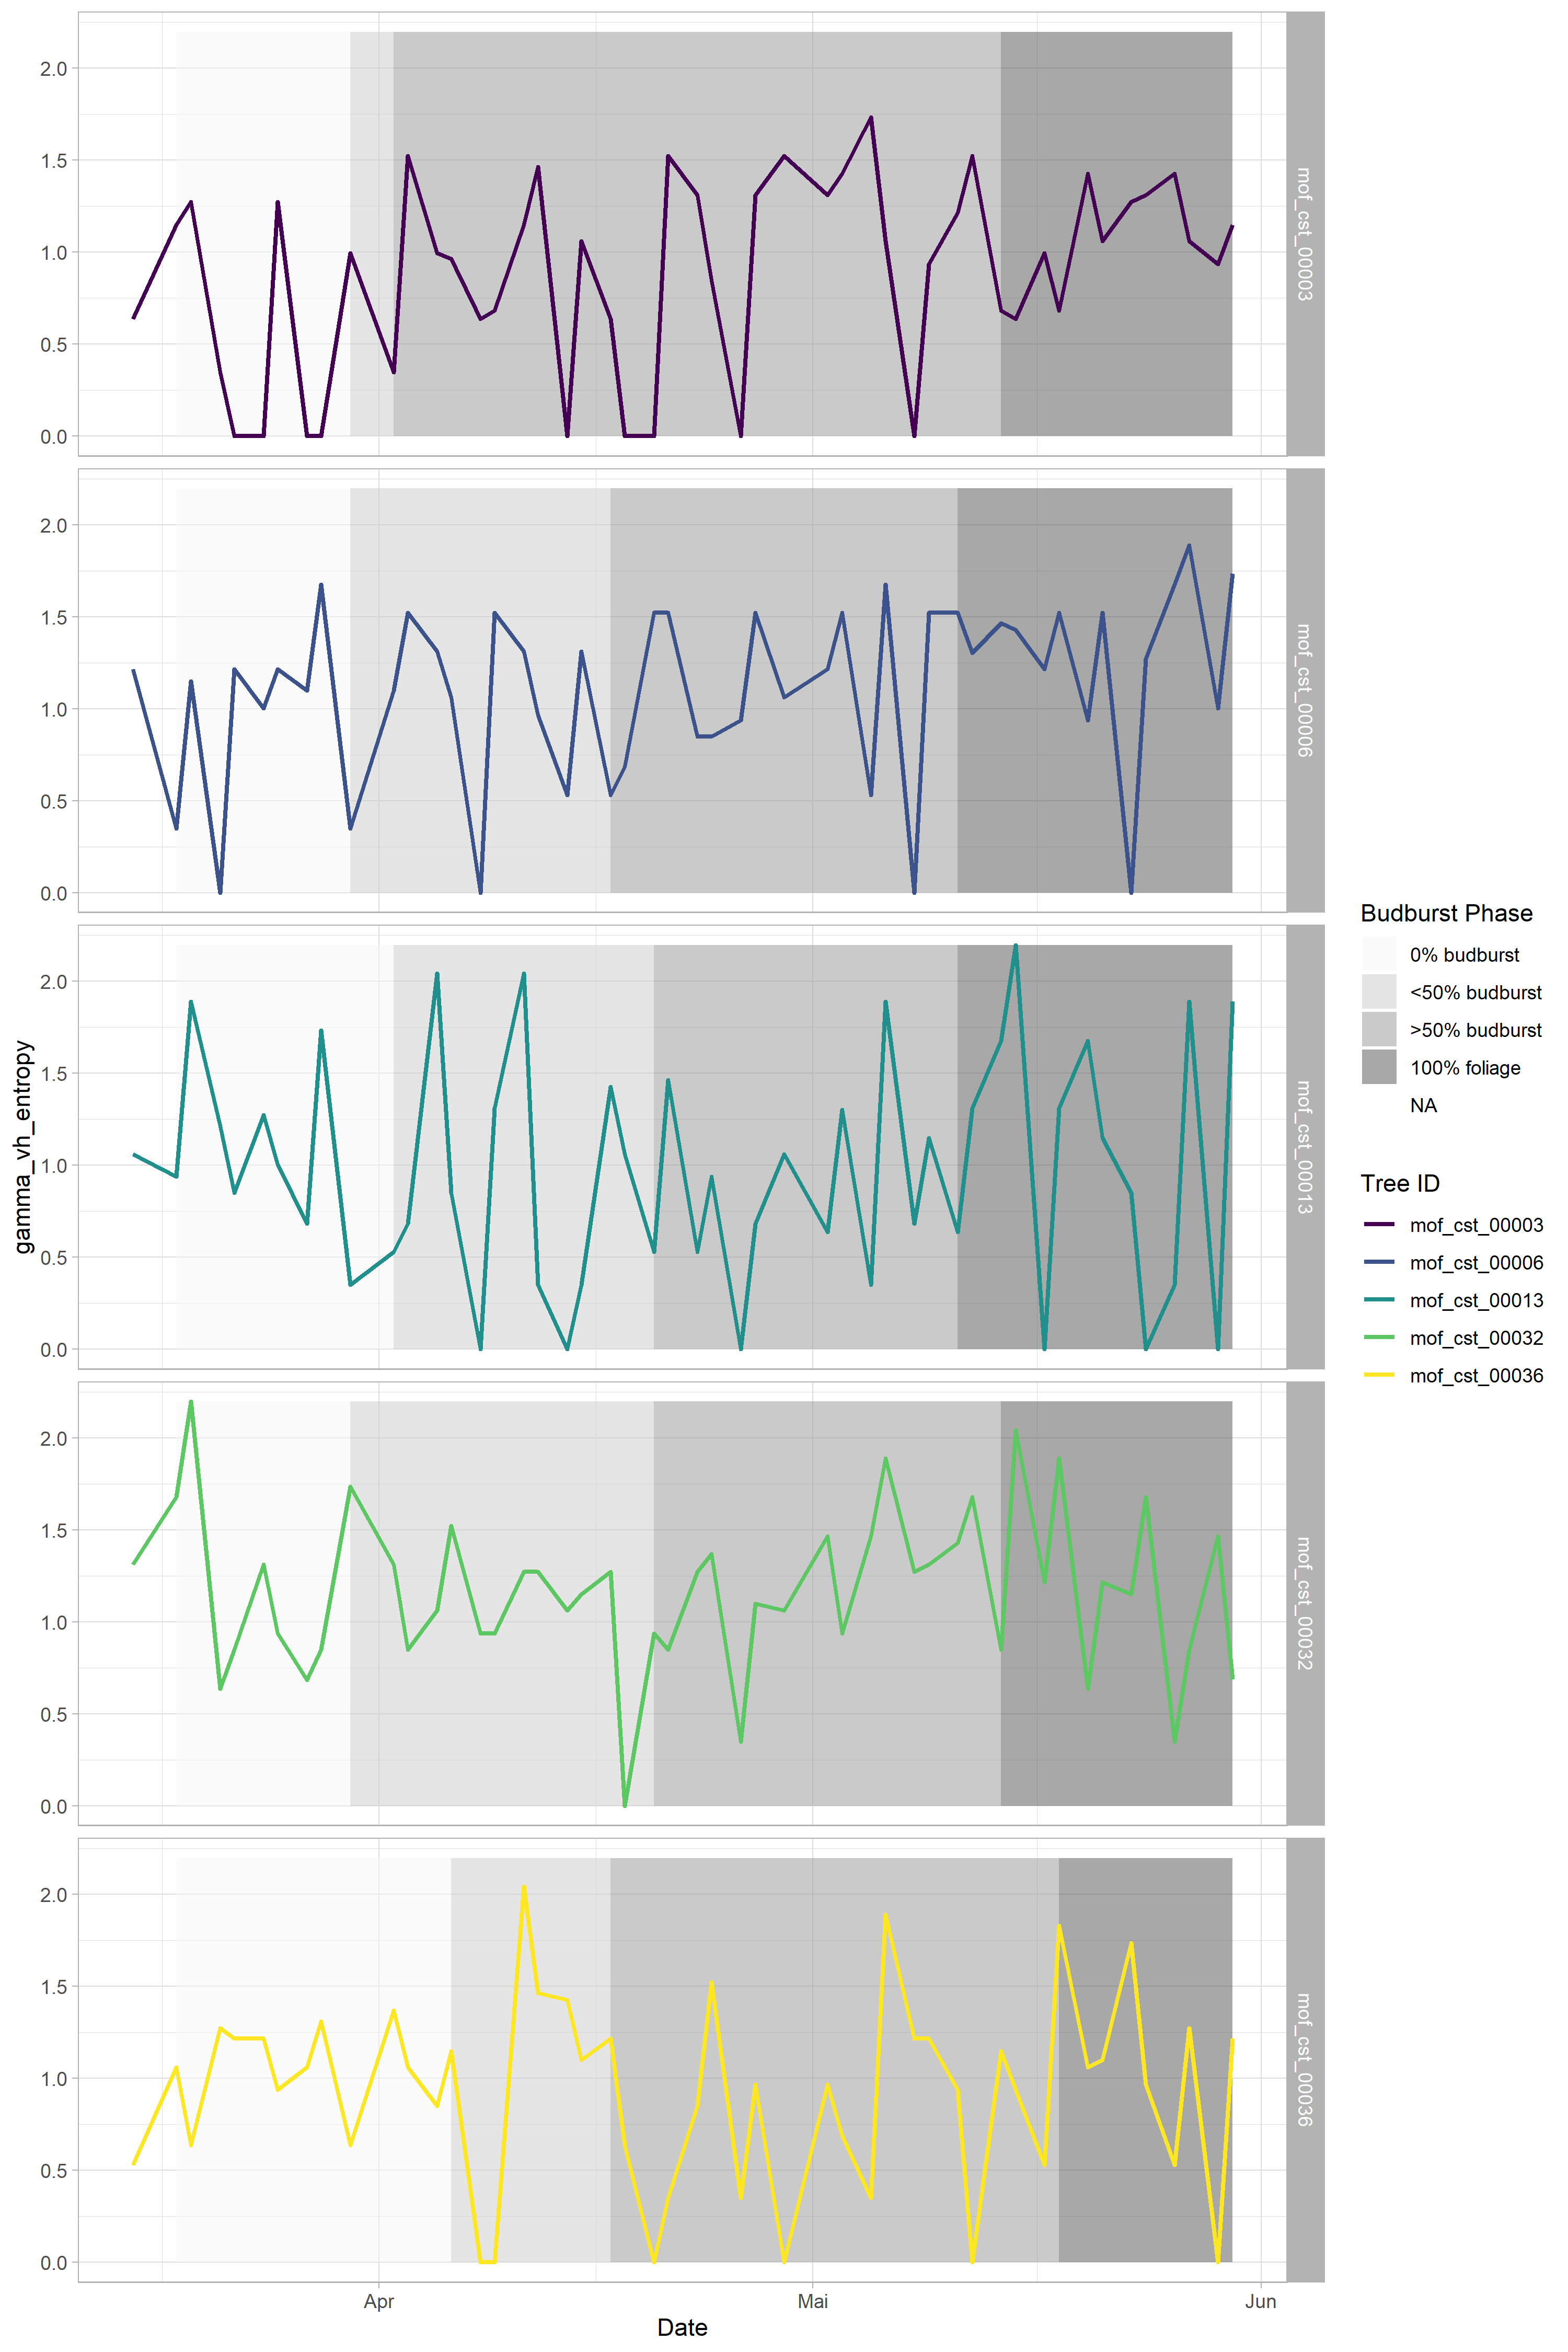 2.0
1.5
1.0
0.5
0.0
mof_cst_00003
2.0
1.5
1.0
0.5
0.0
mof_cst_00006
2.0
1.5
1.0
0.5
0.0
mof_cst_00013
2.0
1.5
1.0
0.5
0.0
mof_cst_00032
2.0
1.5
1.0
0.5
0.0
mof_cst_00036
gamma_vh_entropy
Apr
Mai
Jun
Date
Budburst Phase
0% budburst
<50% budburst
>50% budburst
100% foliage
NA
Tree ID
mof_cst_00003
mof_cst_00006
mof_cst_00013
mof_cst_00032
mof_cst_00036